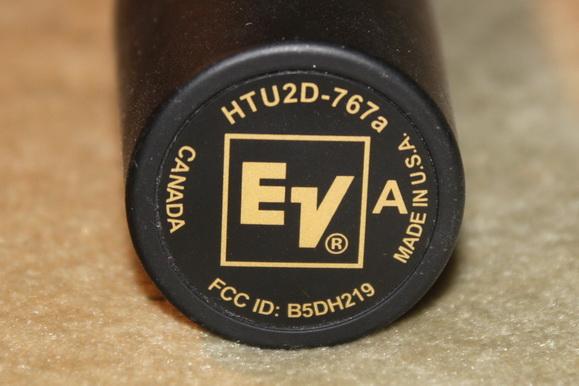 HTU2D-767a
CANADA
EV®
A
MADE IN U.S.A.
FCC ID: B5DH219